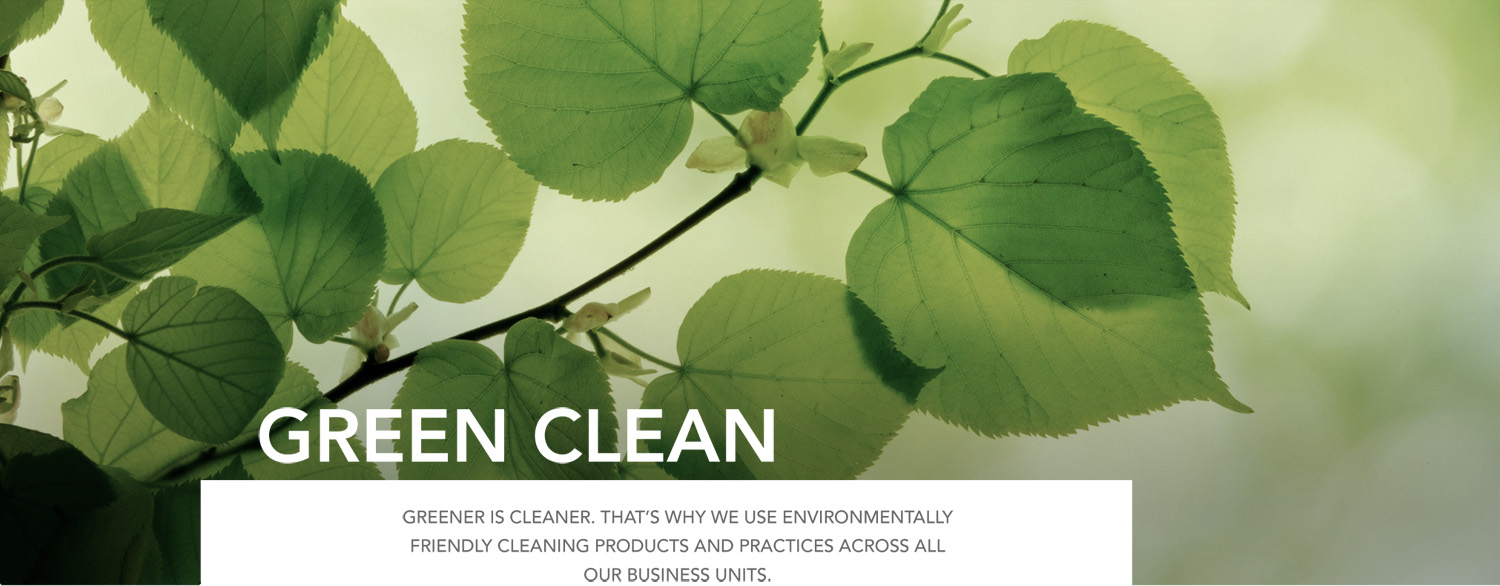 GREEN CLEAN
GREENER IS CLEANER. THAT’S WHY WE USE ENVIRONMENTALLY
FRIENDLY CLEANING PRODUCTS AND PRACTICES ACROSS ALL
OUR BUSINESS UNITS.